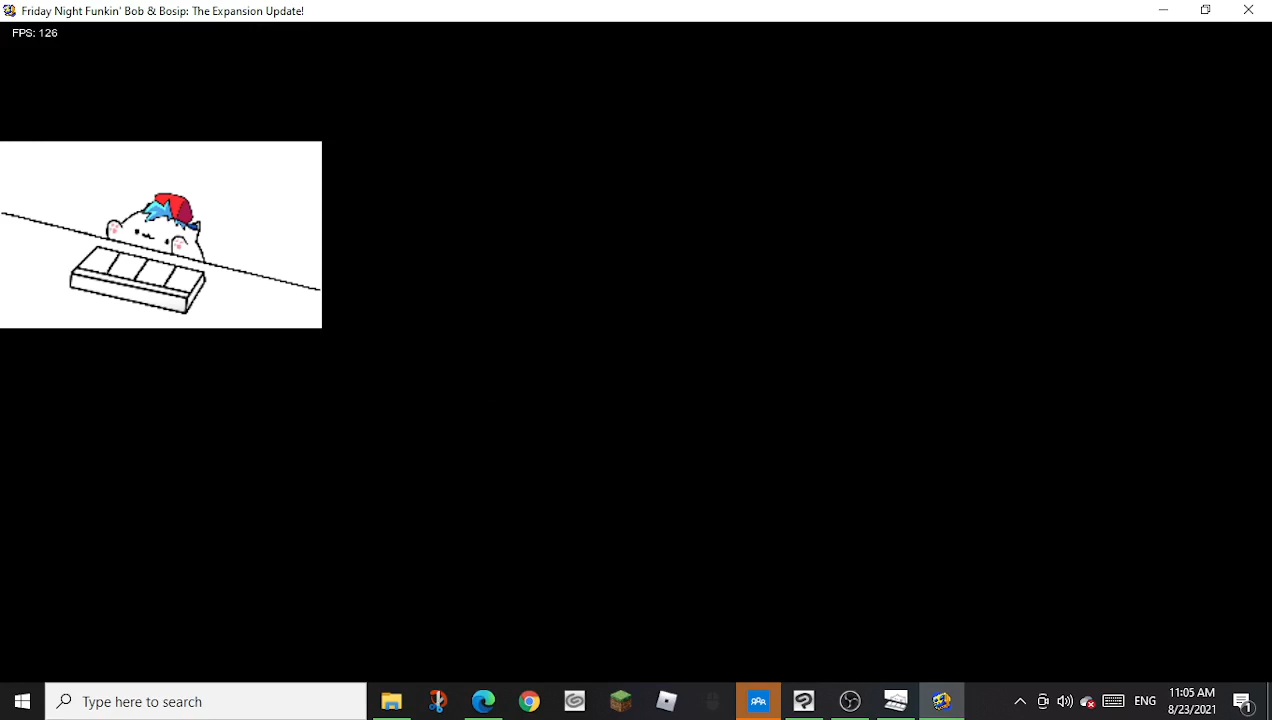 Friday Night Funkin' Bob & Bosip: The Expansion Update!
FPS: 126
Type here to search
ENG
11:05 AM
8/23/2021
1